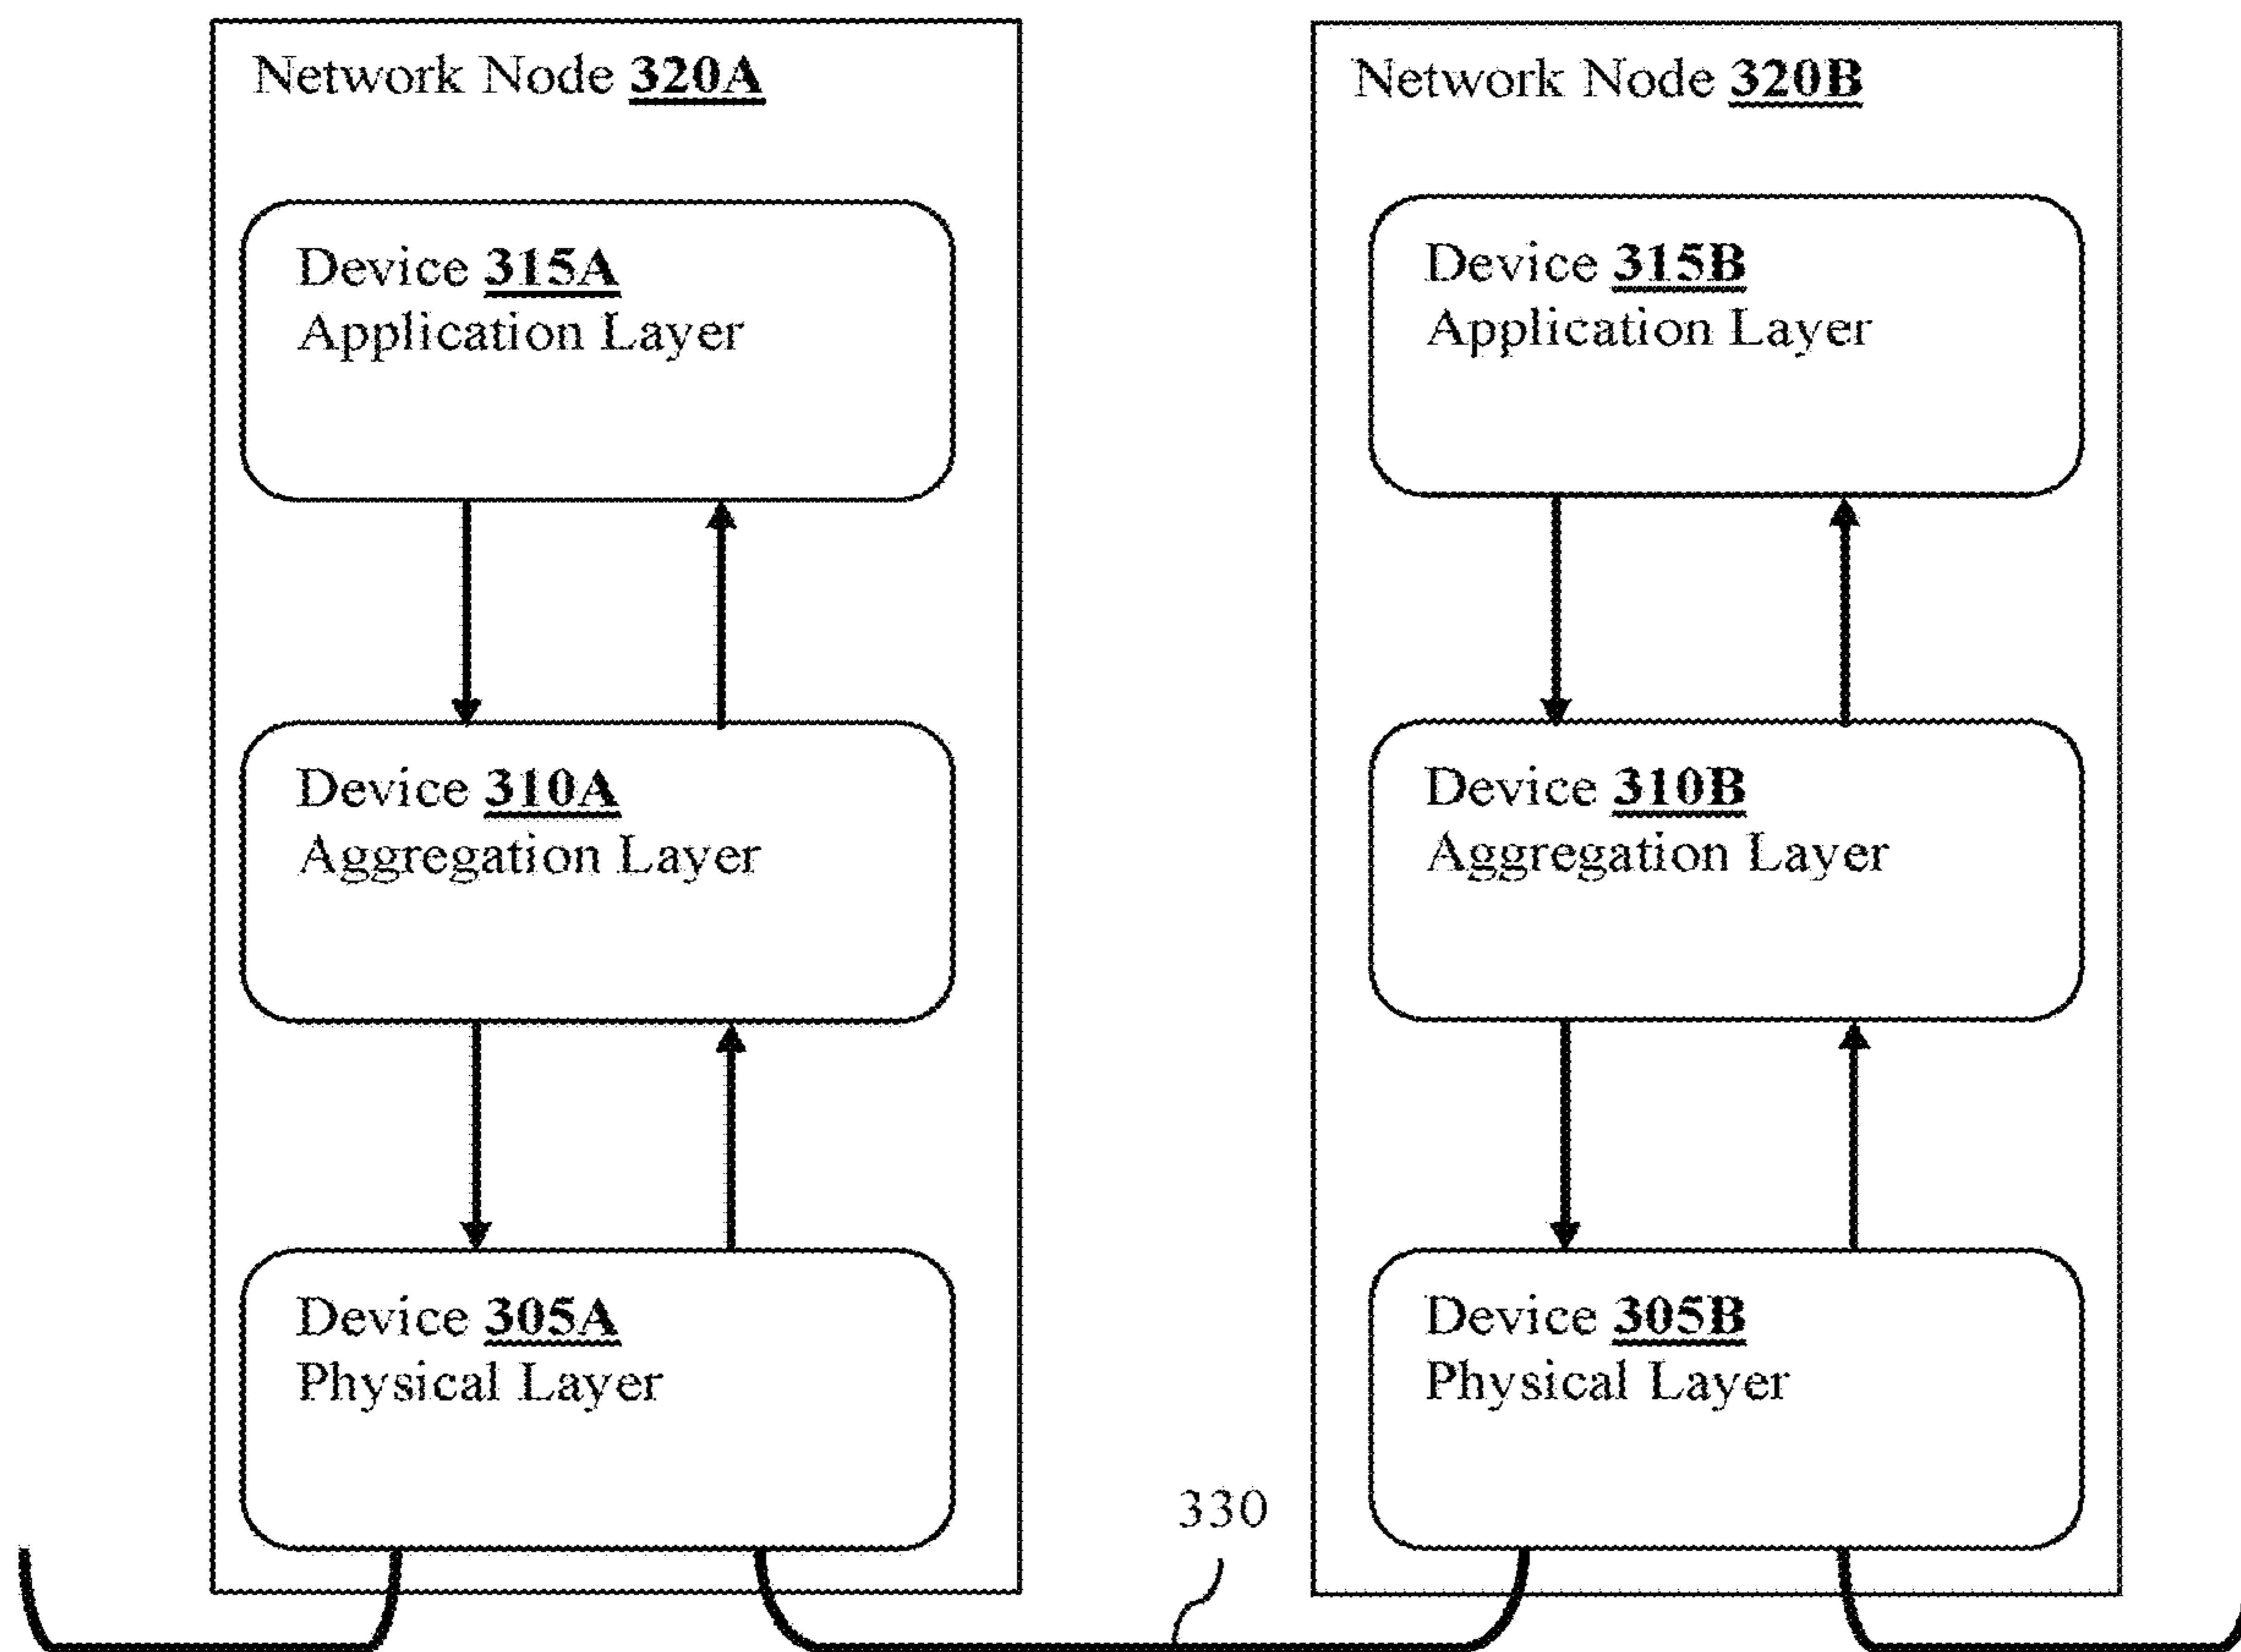 Network Node 320A
Device 315A
Application Layer
Device 310A
Aggregation Layer
Device 305A
Physical Layer
Network Node 320B
Device 315B
Application Layer
Device 310B
Aggregation Layer
Device 305B
Physical Layer
330